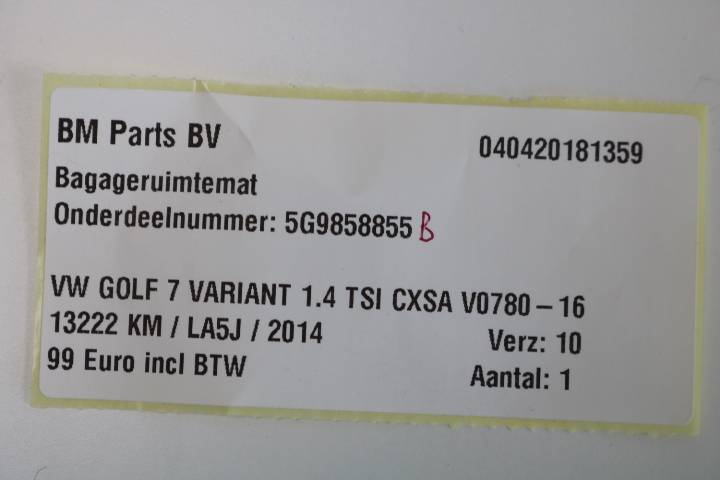 BM Parts BV 040420181359
Bagageruimtemat
Onderdeelnummer: 5G9858855 B
VW GOLF 7 VARIANT 1.4 TSI CXSA V0780-16
13222 KM / LA5J / 2014 Verz: 10
99 Euro incl BTW Aantal: 1